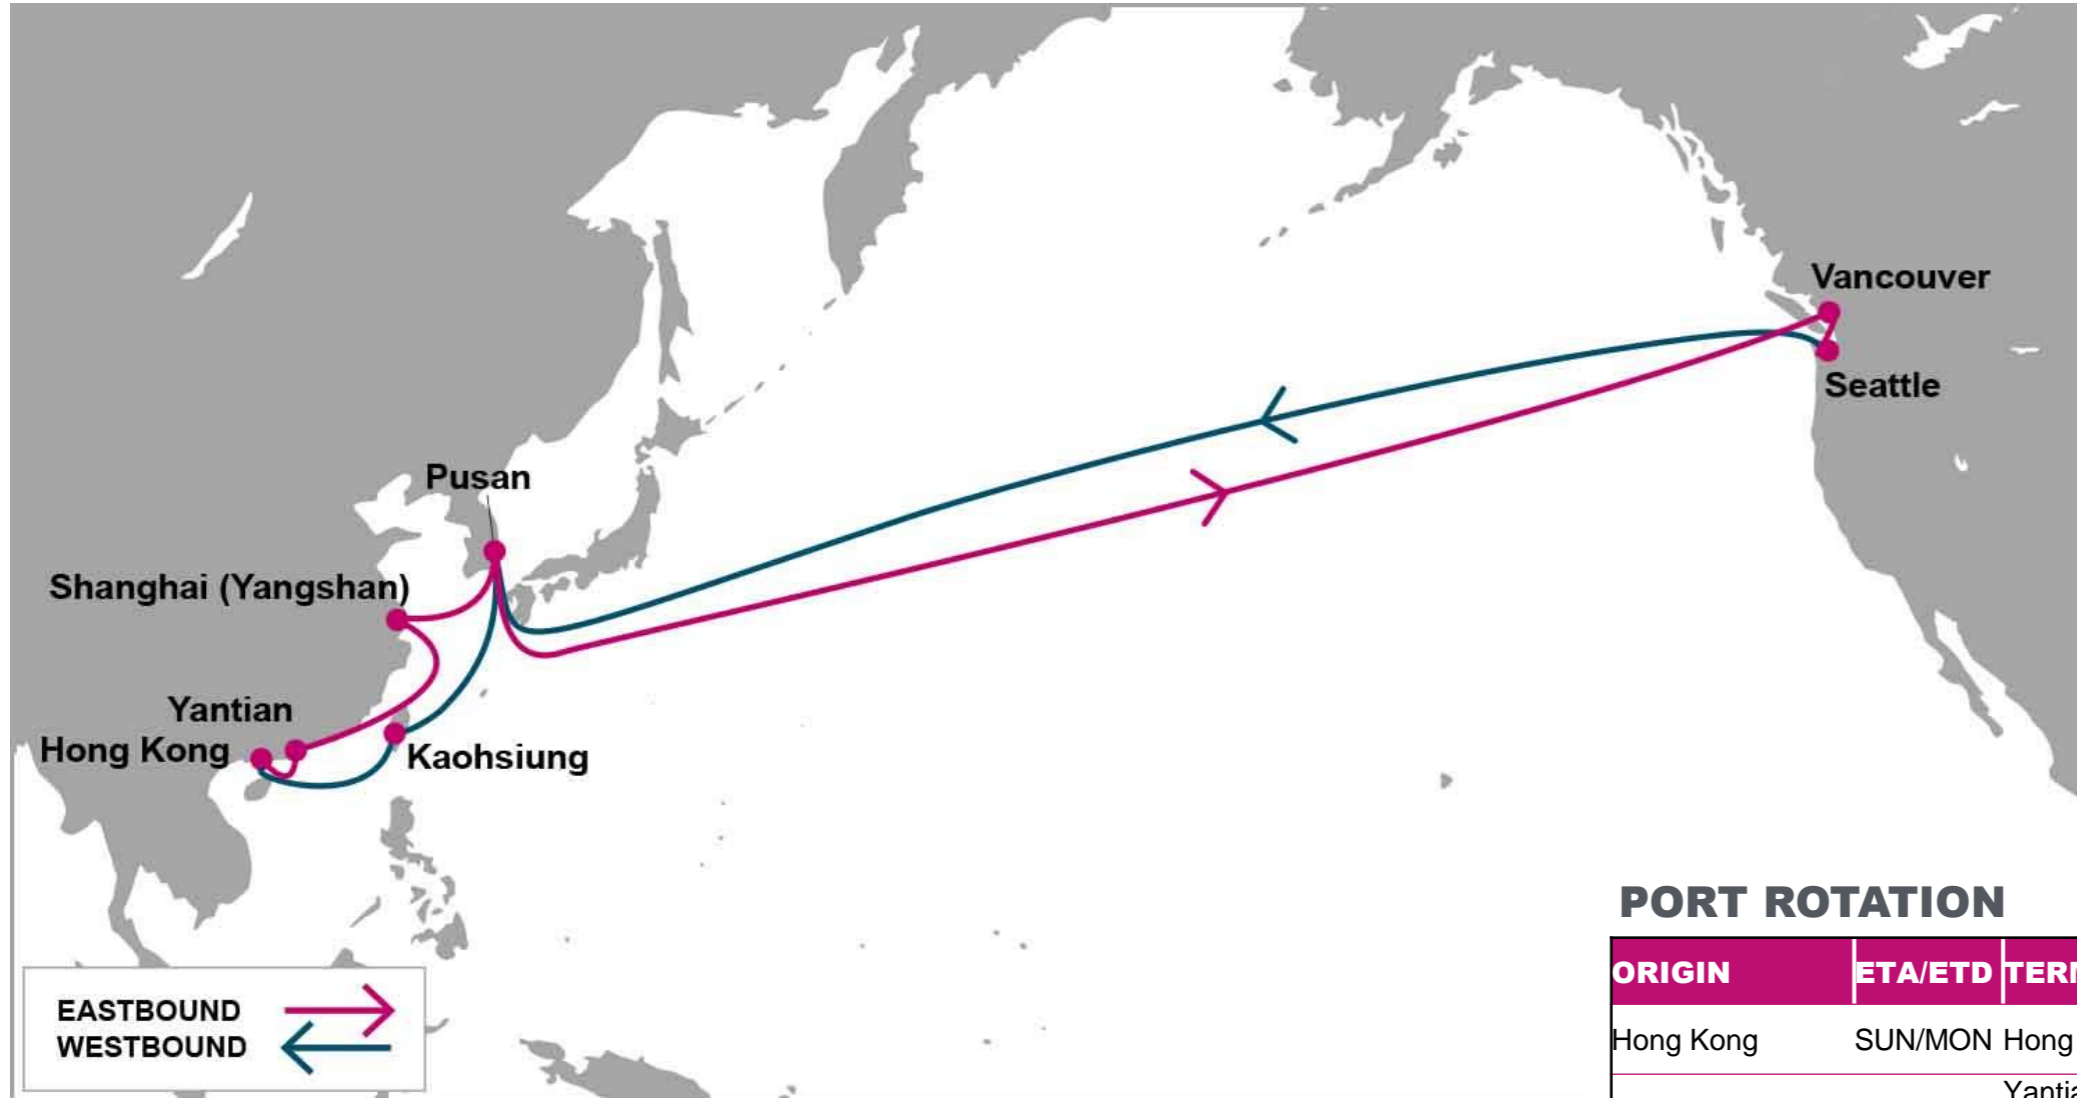 Vancouver
Seattle
Pusan
Shanghai (Yangshan)
Yantian
Hong Kong
Kaohsiung
EASTBOUND
WESTBOUND
PORT ROTATION
ORIGIN ETA/ETD
Hong Kong SUN/MON Hong